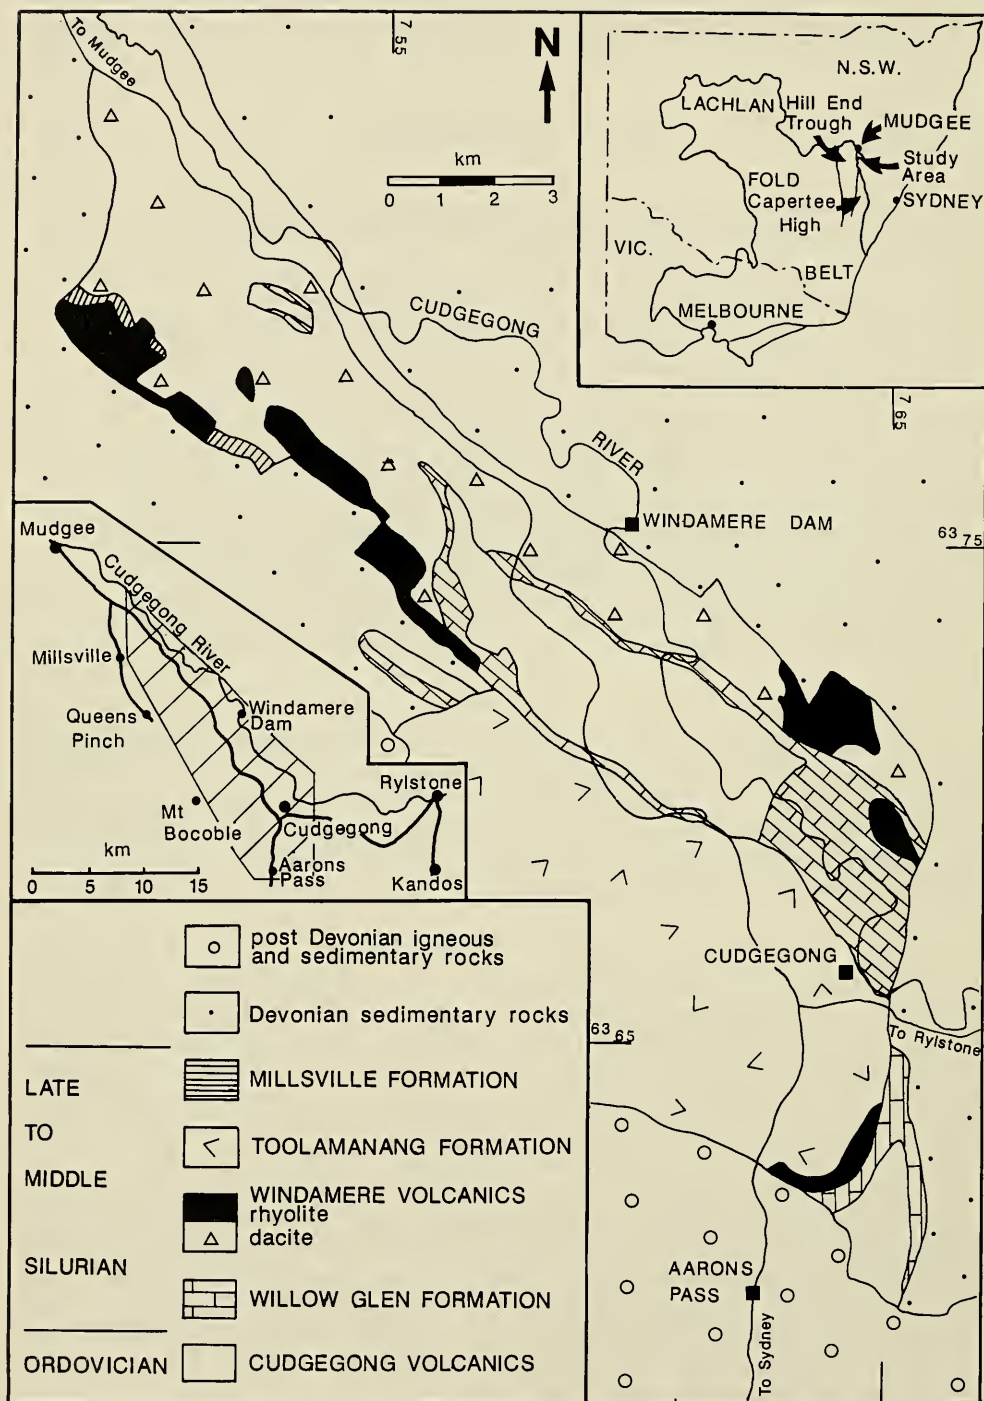 To Mudgee
7 55
N
km
0 1 2 3
CUDGEGONG
RIVER
WINDAMERE DAM
63 75
7 65
N.S.W.
LACHLAN
Hill End
Trough
MUDGEE
Study
Area
FOLD
Capertee
High
SYDNEY
VIC.
BELT
MELBOURNE
Mudgee
Cudgegong River
Millsville
Queens
Pinch
Windamere
Dam
Mt
Bocoble
Rylstone
Cudgegong
Aarons
Pass
Kandos
km
0 5 10 15
CUDGEGONG
63 65
To Rylstone
AARONS
PASS
To Sydney
post Devonian igneous
and sedimentary rocks
Devonian sedimentary rocks
LATE
TO
MIDDLE
SILURIAN
MILLSVILLE FORMATION
TOOLAMANANG FORMATION
WINDAMERE VOLCANICS
rhyolite
dacite
WILLOW GLEN FORMATION
ORDOVICIAN
CUDGEGONG VOLCANICS